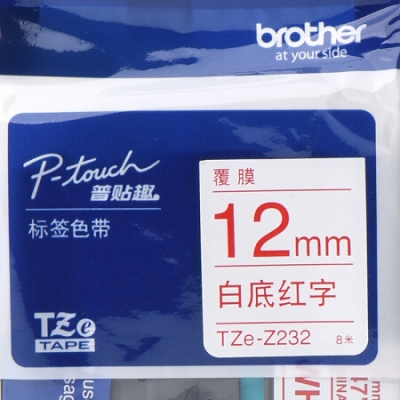 brother
at your side
P-touch
普贴趣
标签色带
TZe
TAPE
覆膜
12mm
白底红字
TZe-Z232 8米